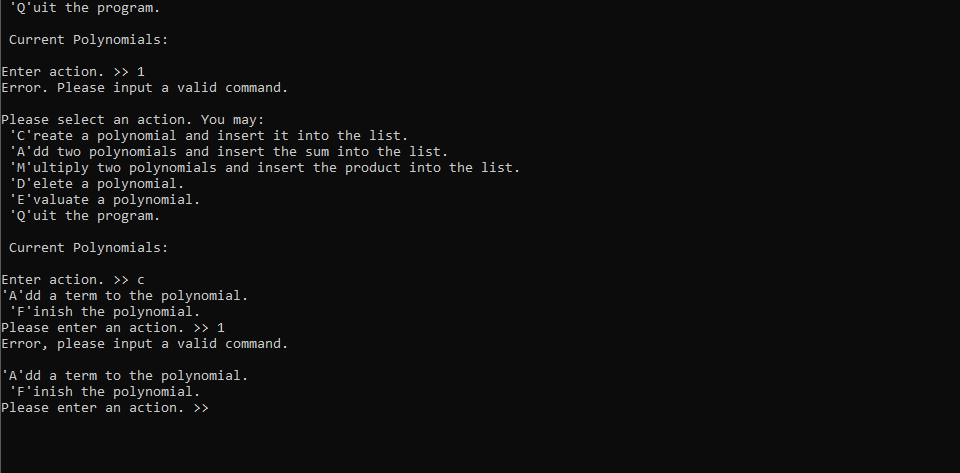 'Q'uit the program.
Current Polynomials:
Enter action. >> 1
Error. Please input a valid command.
Please select an action. You may:
'C'reate a polynomial and insert it into the list.
'A'dd two polynomials and insert the sum into the list.
'M'ultiply two polynomials and insert the product into the list.
'D'elete a polynomial.
'E'valuate a polynomial.
'Q'uit the program.
Current Polynomials:
Enter action. >> c
'A'dd a term to the polynomial.
'F'inish the polynomial.
Please enter an action. >> 1
Error, please input a valid command.
'A'dd a term to the polynomial.
'F'inish the polynomial.
Please enter an action. >>